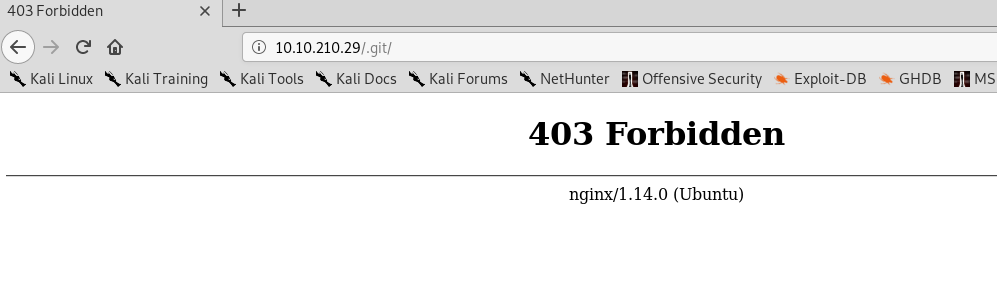 403 Forbidden
10.10.210.29/.git/
Kali Linux Kali Training Kali Tools Kali Docs Kali Forums NetHunter Offensive Security Exploit-DB GHDB MS
403 Forbidden
nginx/1.14.0 (Ubuntu)